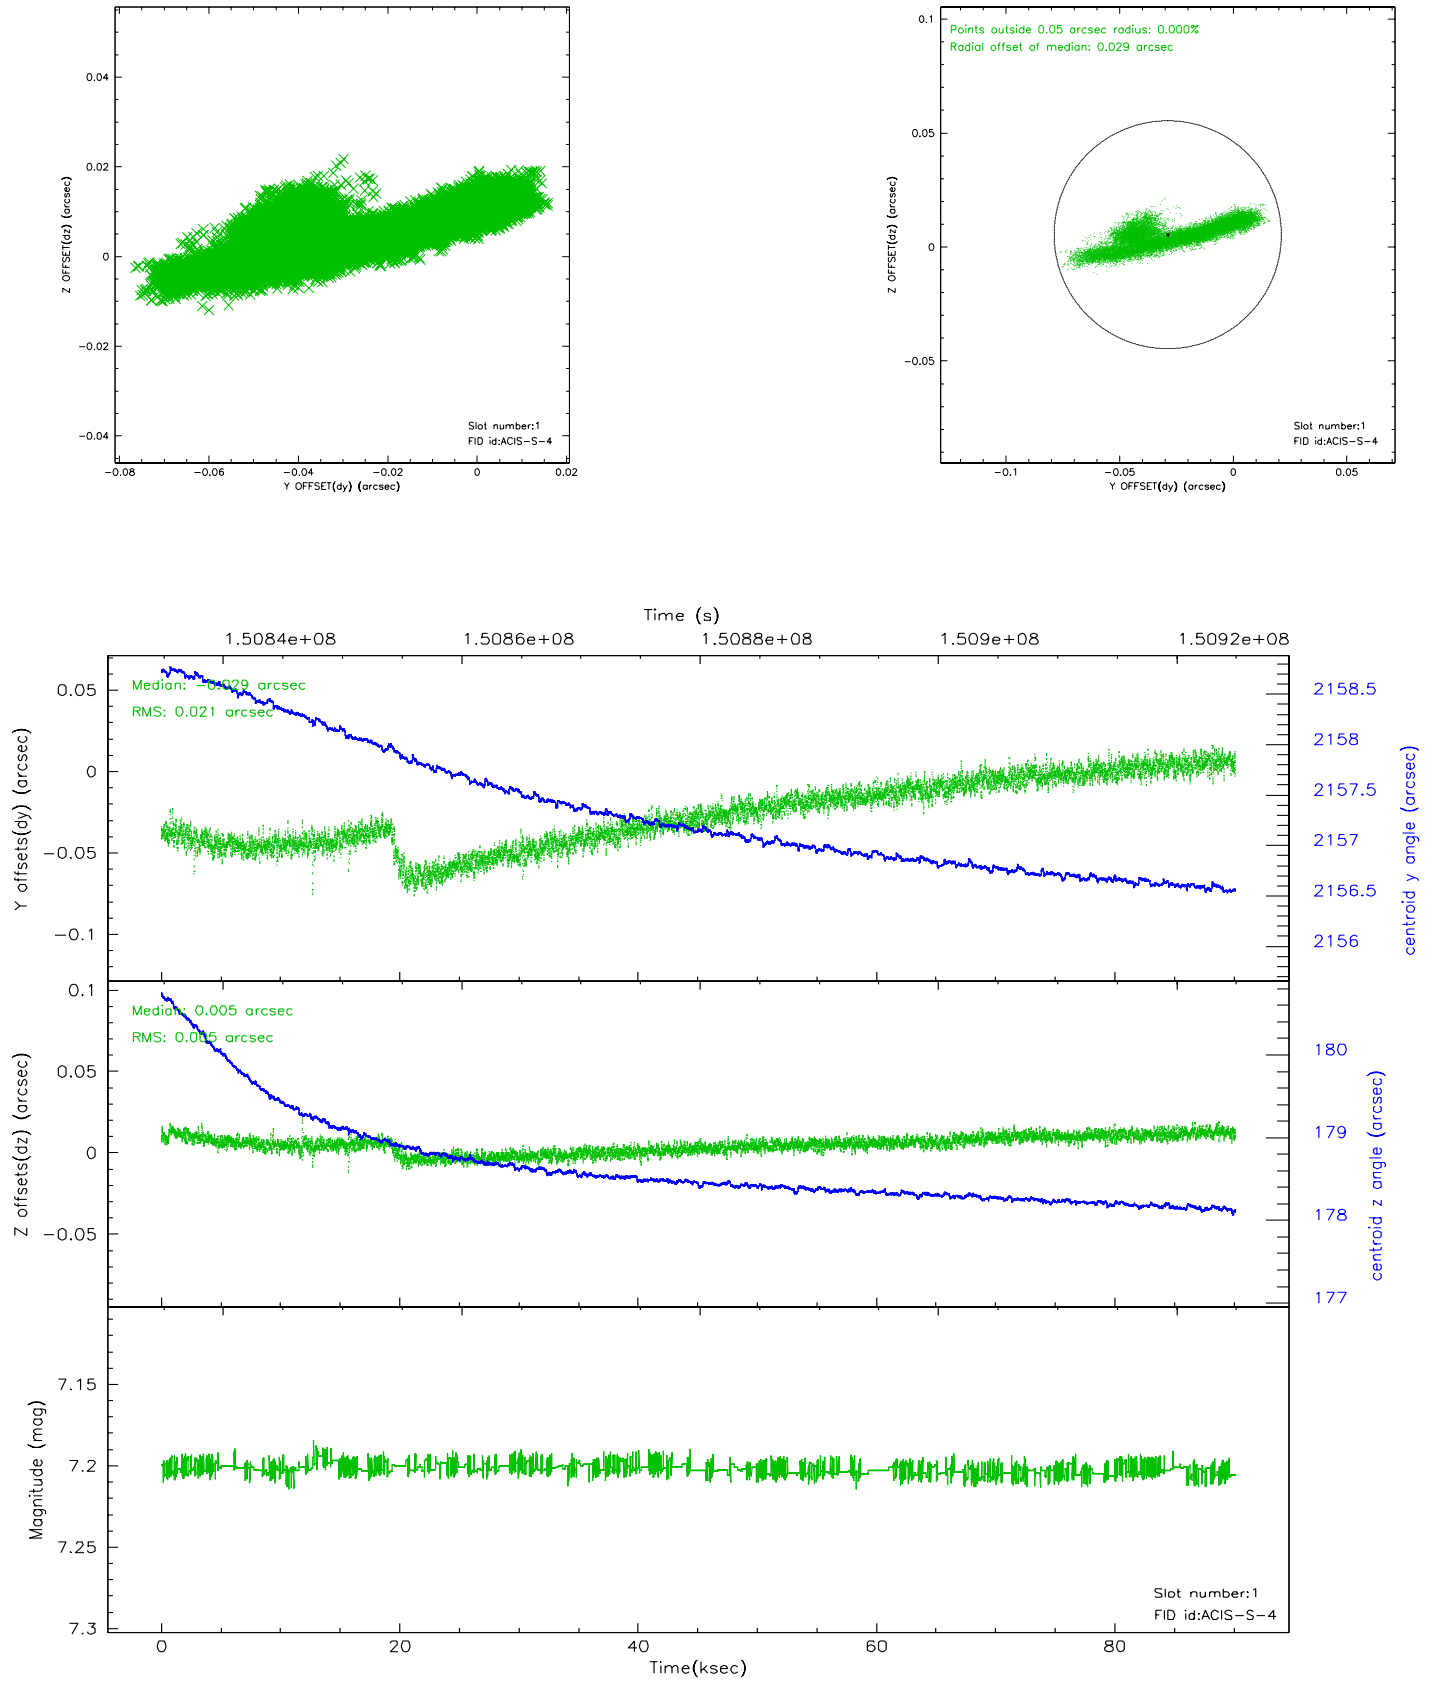 0.04
0.02
0
−0.02
−0.04
Z OFFSET(dz) (arcsec)
−0.08 −0.06 −0.04 −0.02 0 0.02
Y OFFSET(dy) (arcsec)
Slot number:1
FID id:ACIS−S−4
Points outside 0.05 arcsec radius: 0.000%
Radial offset of median: 0.029 arcsec
0.1
0.05
0
−0.05
Z OFFSET(dz) (arcsec)
−0.1 −0.05 0 0.05
Y OFFSET(dy) (arcsec)
Slot number:1
FID id:ACIS−S−4
Time (s)
1.5084e+08 1.5086e+08 1.5088e+08 1.509e+08 1.5092e+08
Median: −0.029 arcsec
RMS: 0.021 arcsec
0.05
0
−0.05
−0.1
Y offsets(dy) (arcsec)
2158.5
2158
2157.5
2157
2156.5
2156
centroid y angle (arcsec)
Median: 0.005 arcsec
RMS: 0.005 arcsec
0.1
0.05
0
−0.05
Z offsets(dz) (arcsec)
180
179
178
177
centroid z angle (arcsec)
7.15
7.2
7.25
7.3
Magnitude (mag)
Slot number:1
FID id:ACIS−S−4
0 20 40 60 80
Time(ksec)